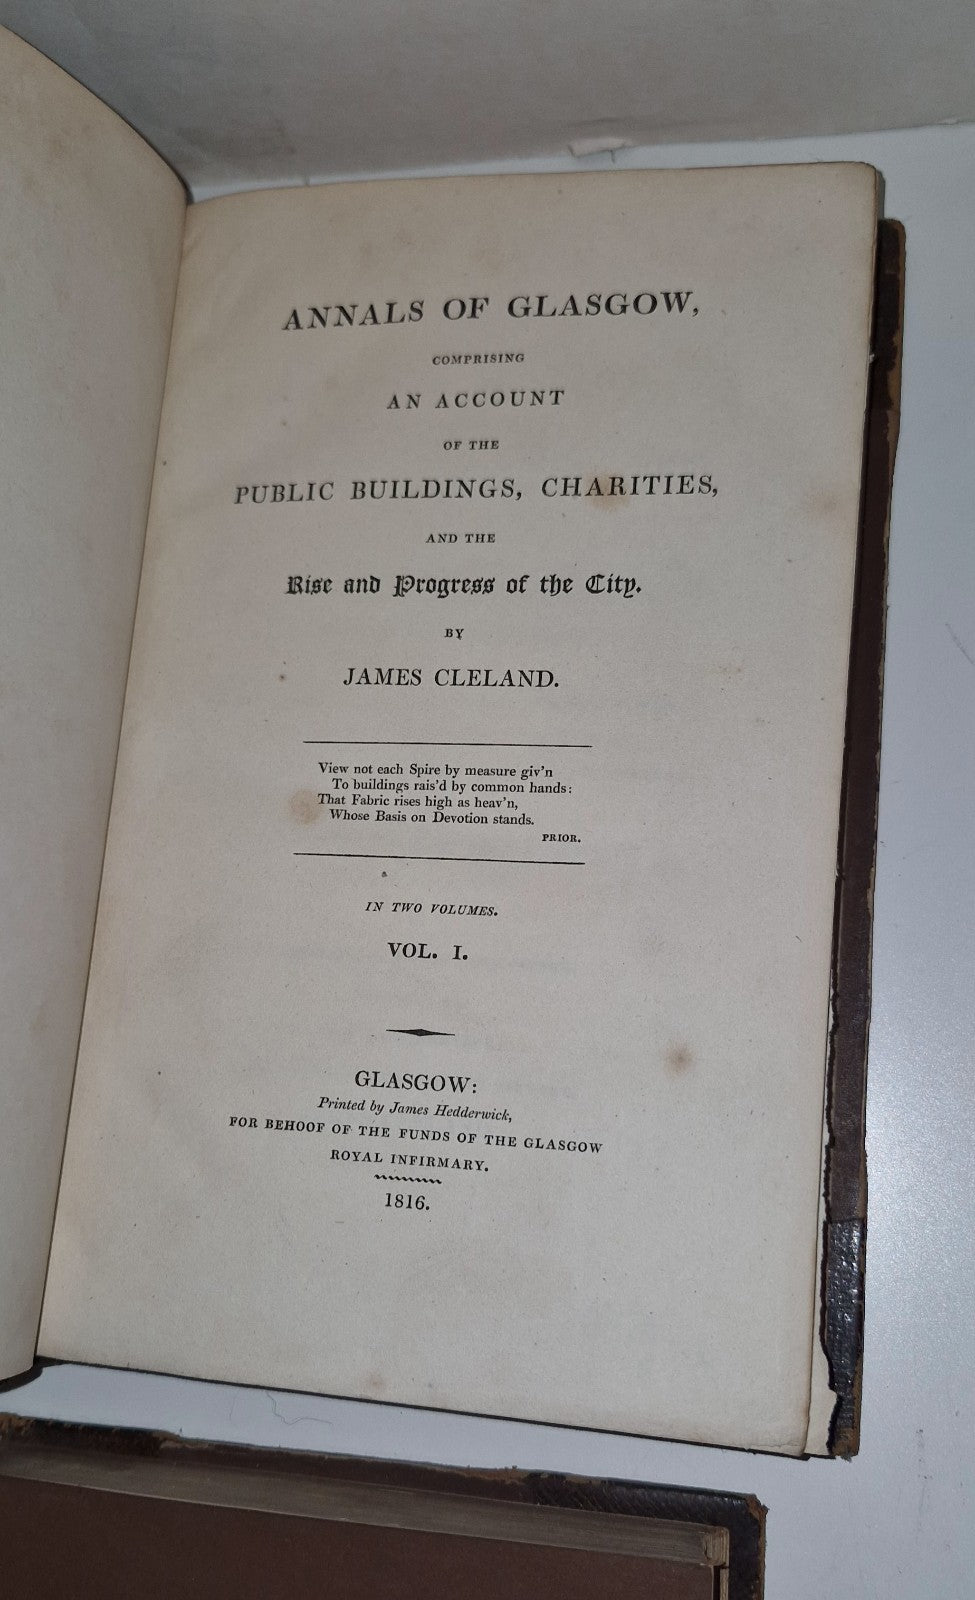 ANNALS OF GLASGOW,
COMPRISING
AN ACCOUNT
OF THE
PUBLIC BUILDINGS, CHARITIES,
AND THE
Rise and Progress of the City.
BY
JAMES CLELAND.
View not each Spire by measure giv'n
To buildings rais'd by common hands:
That Fabric rises high as heav'n,
Whose Basis on Devotion stands.
PRIOR.
IN TWO VOLUMES.
VOL. I.
GLASGOW:
Printed by James Hedderwick,
FOR BEHOOF OF THE FUNDS OF THE GLASGOW
ROYAL INFIRMARY.
1816.